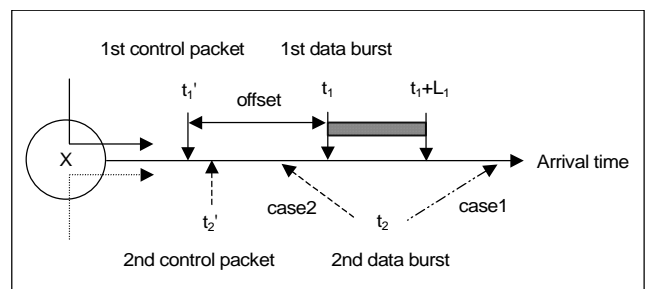 1st control packet 1st data burst
t₁' t₁ t₁+L₁
offset
X
Arrival time
case2 t₂ case1
t₂'
2nd control packet 2nd data burst